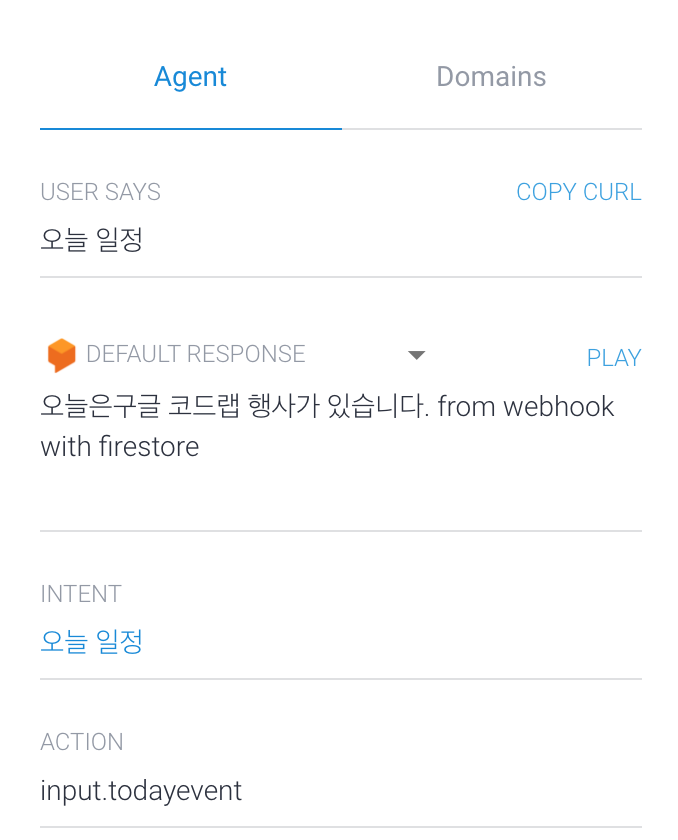 Agent Domains
USER SAYS COPY CURL
오늘 일정
DEFAULT RESPONSE PLAY
오늘은구글 코드랩 행사가 있습니다. from webhook
with firestore
INTENT
오늘 일정
ACTION
input.todayevent